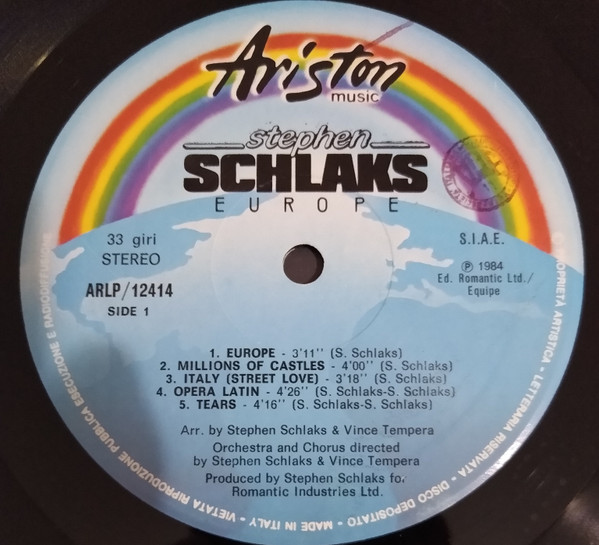 Ariston
music
stephen
SCHLAKS
EUROPE
33 giri
STEREO
S.I.A.E.
ARLP/12414
SIDE 1
Ⓟ 1984
Ed. Romantic Ltd./
Equipe
1. EUROPE - 3'11'' (S. Schlaks)
2. MILLIONS OF CASTLES - 4'00'' (S. Schlaks)
3. ITALY (STREET LOVE) - 3'18'' (S. Schlaks)
4. OPERA LATIN - 4'26'' (S. Schlaks-S. Schlaks)
5. TEARS - 4'16'' (S. Schlaks-S. Schlaks)
Arr. by Stephen Schlaks & Vince Tempera
Orchestra and Chorus directed
by Stephen Schlaks & Vince Tempera
Produced by Stephen Schlaks for
Romantic Industries Ltd.
PROPRIETÀ ARTISTICA - LETTERARIA RISERVATA - DISCO DEPOSITATO - MADE IN ITALY - VIETATA RIPRODUZIONE PUBBLICA ESECUZIONE E RADIODIFFUSIONE